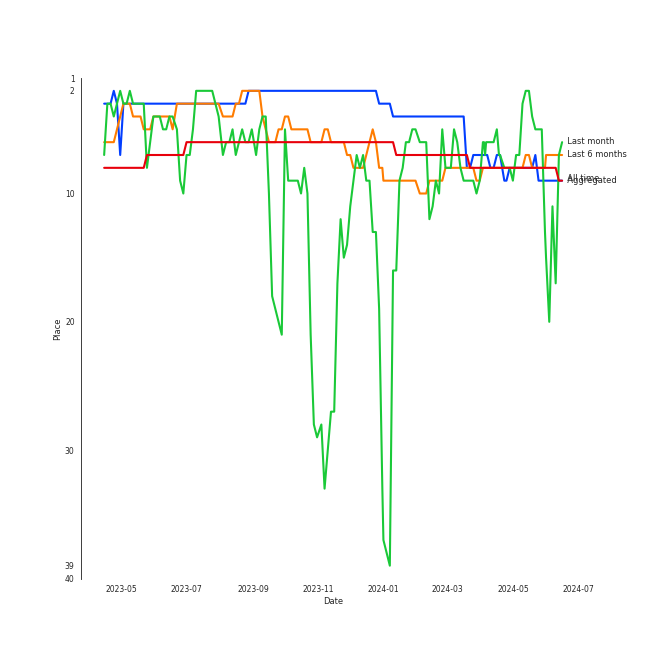 1
2
10
20
30
39
40
Place
2023-05
2023-07
2023-09
2023-11
2024-01
2024-03
2024-05
2024-07
Date
Last month
Last 6 months
All time
Aggregated